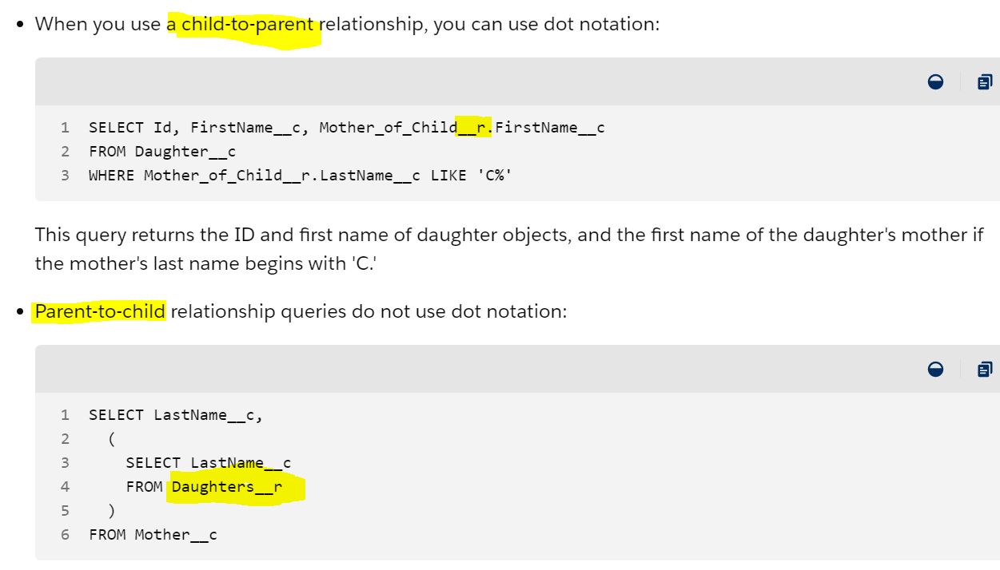 When you use a child-to-parent relationship, you can use dot notation:
1 SELECT Id, FirstName__c, Mother_of_Child__r.FirstName__c
2 FROM Daughter__c
3 WHERE Mother_of_Child__r.LastName__c LIKE 'C%'
This query returns the ID and first name of daughter objects, and the first name of the daughter's mother if
the mother's last name begins with 'C.'
Parent-to-child relationship queries do not use dot notation:
1 SELECT LastName__c,
2 (
3 SELECT LastName__c
4 FROM Daughters__r
5 )
6 FROM Mother__c